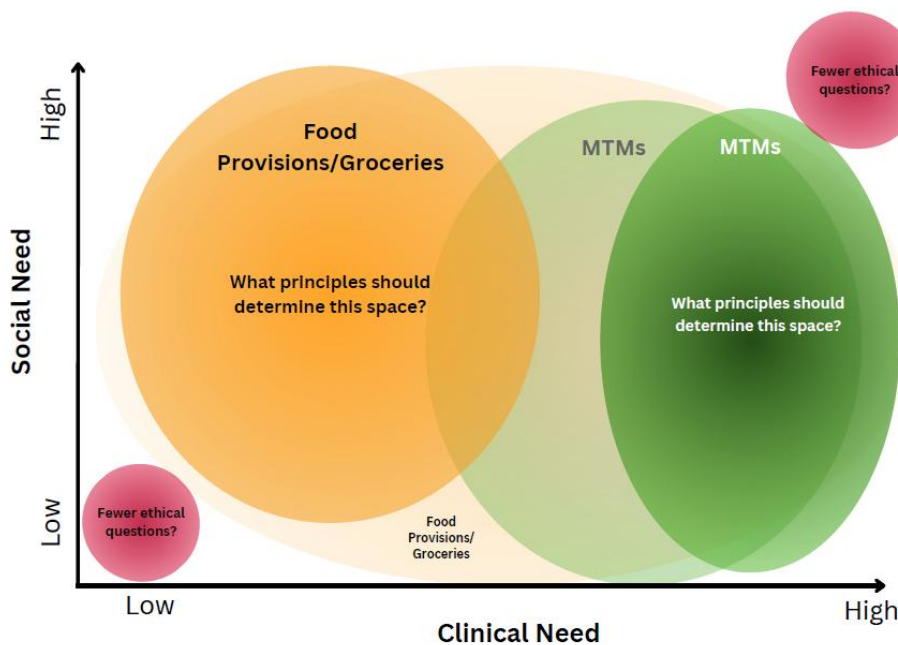 Fewer ethical
questions?
High
Food
Provisions/Groceries
MTMs
MTMs
Social Need
What principles should
determine this space?
What principles should
determine this space?
Fewer ethical
questions?
Low
Food
Provisions/
Groceries
Low
High
Clinical Need